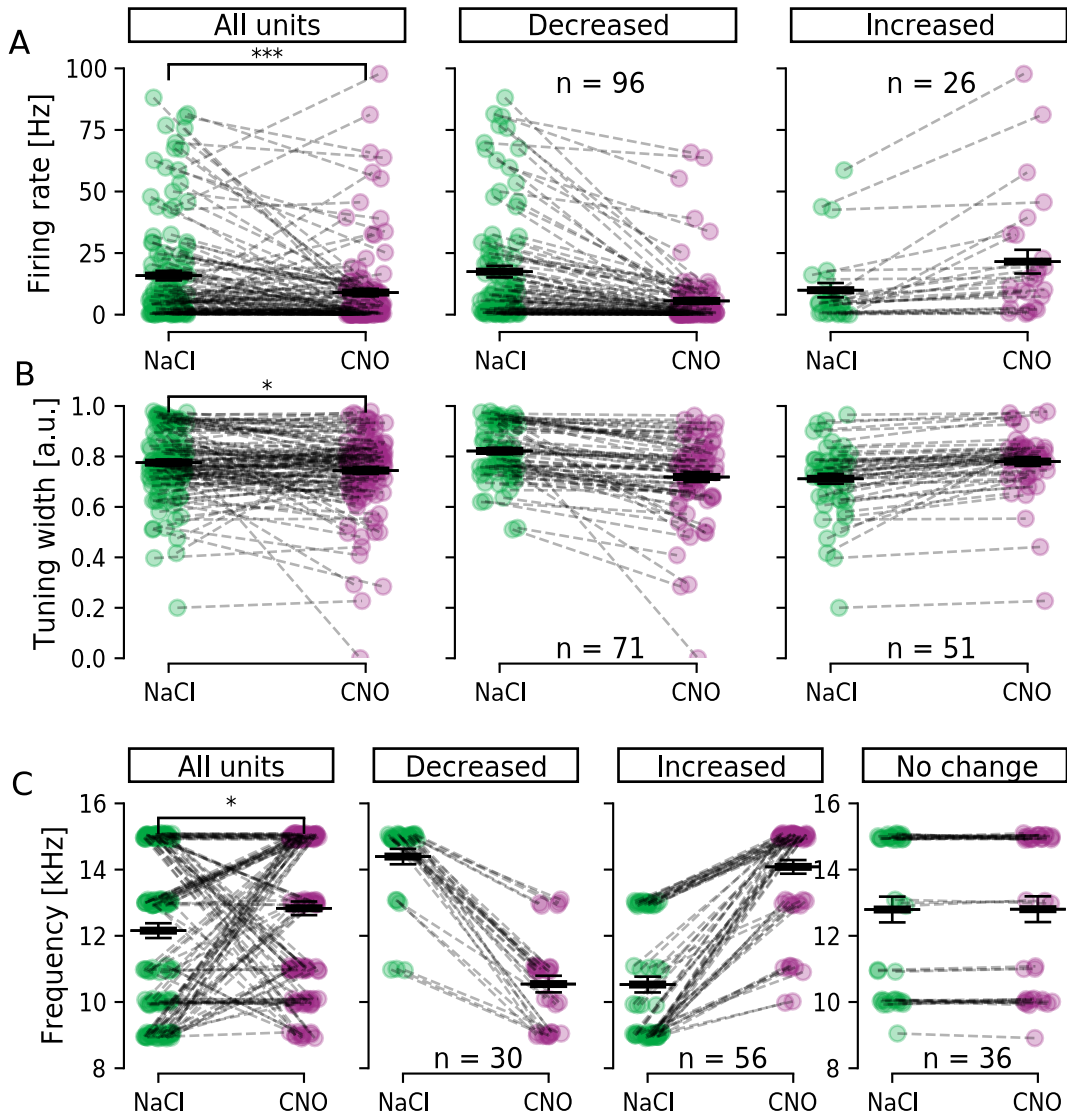 A
All units
Decreased
Increased
***
n = 96
n = 26
Firing rate [Hz]
100
75
50
25
0
NaCl
CNO
NaCl
CNO
NaCl
CNO
B
*
Tuning width [a.u.]
1.0
0.8
0.6
0.4
0.2
0.0
n = 71
n = 51
NaCl
CNO
NaCl
CNO
NaCl
CNO
C
All units
Decreased
Increased
No change
*
Frequency [kHz]
16
14
12
10
8
16
14
12
10
8
n = 30
n = 56
n = 36
NaCl
CNO
NaCl
CNO
NaCl
CNO
NaCl
CNO